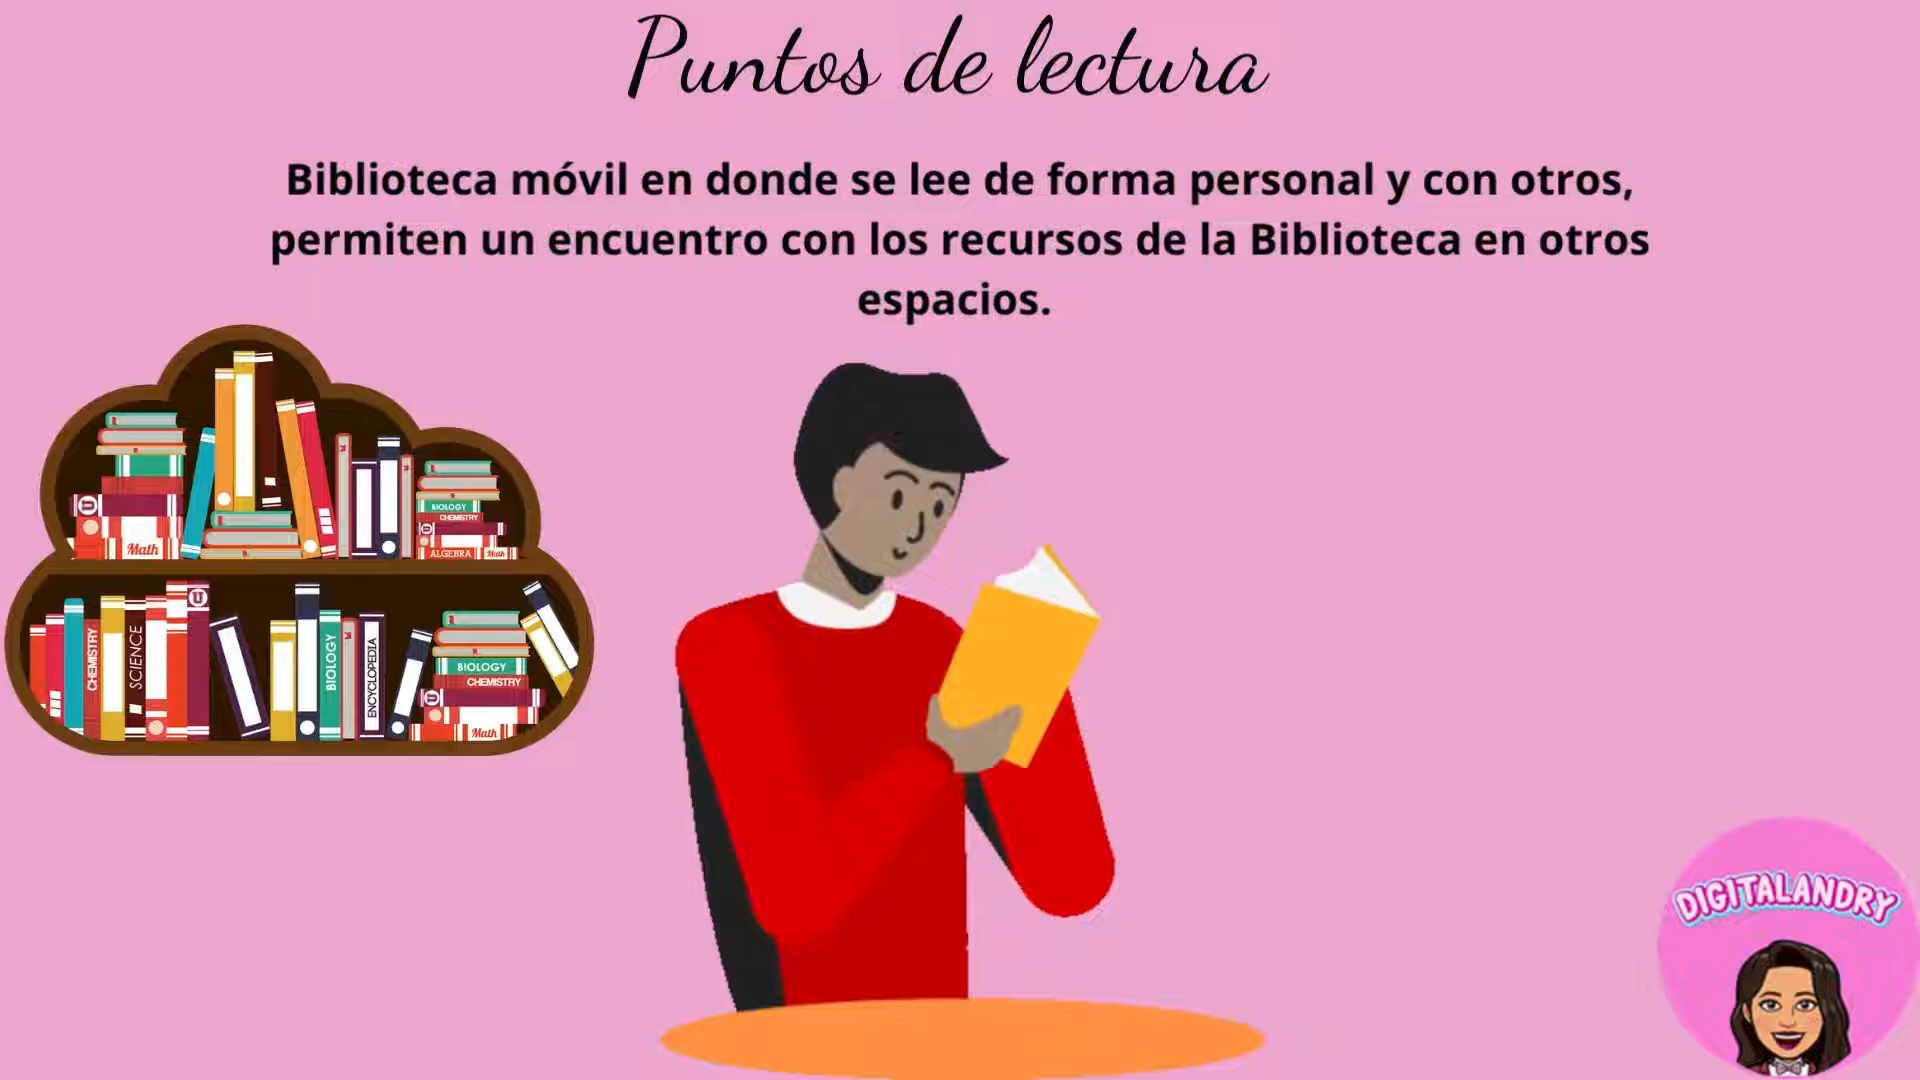 Puntos de lectura
Biblioteca móvil en donde se lee de forma personal y con otros,
permiten un encuentro con los recursos de la Biblioteca en otros
espacios.
U
Math
BIOLOGY
CHEMISTRY
U
ALGEBRA
Math
CHEMISTRY
SCIENCE
U
BIOLOGY
ENCYCLOPEDIA
BIOLOGY
CHEMISTRY
U
Math
DIGITALANDRY